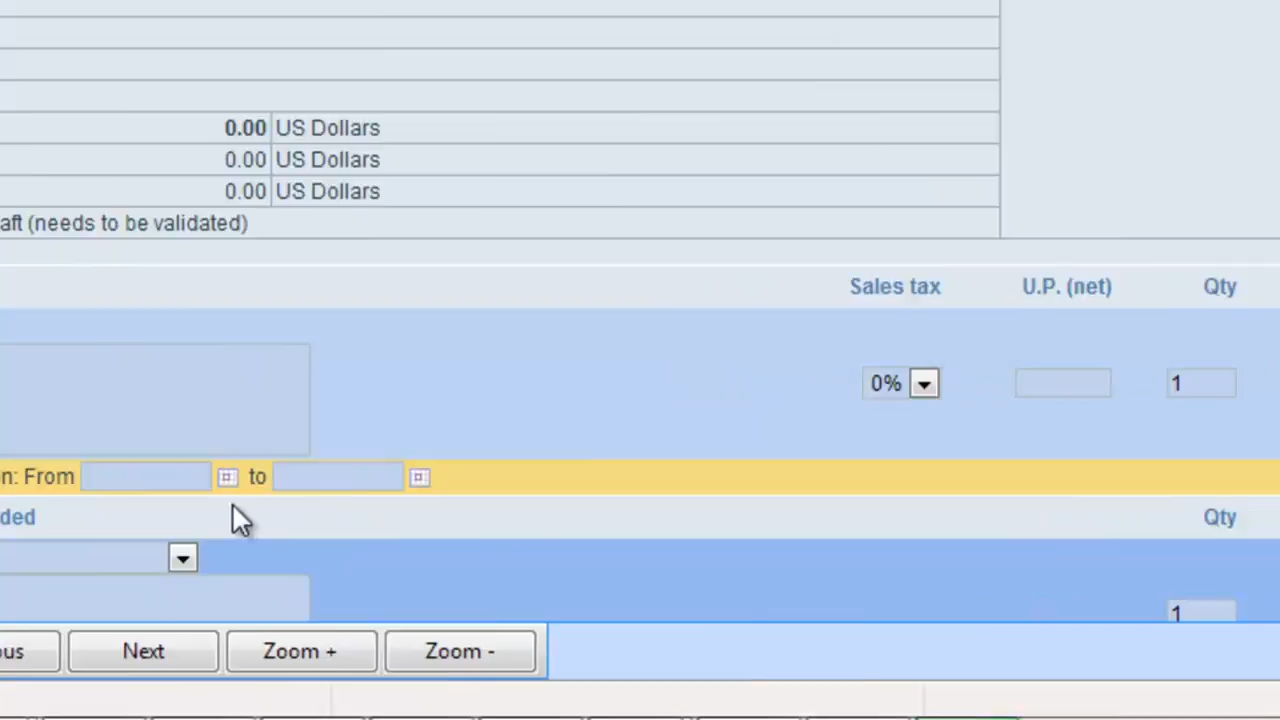 0.00 US Dollars
0.00 US Dollars
0.00 US Dollars
aft (needs to be validated)
Sales tax U.P. (net) Qty
0% 1
n: From to
ded Qty
1
ous Next Zoom + Zoom -